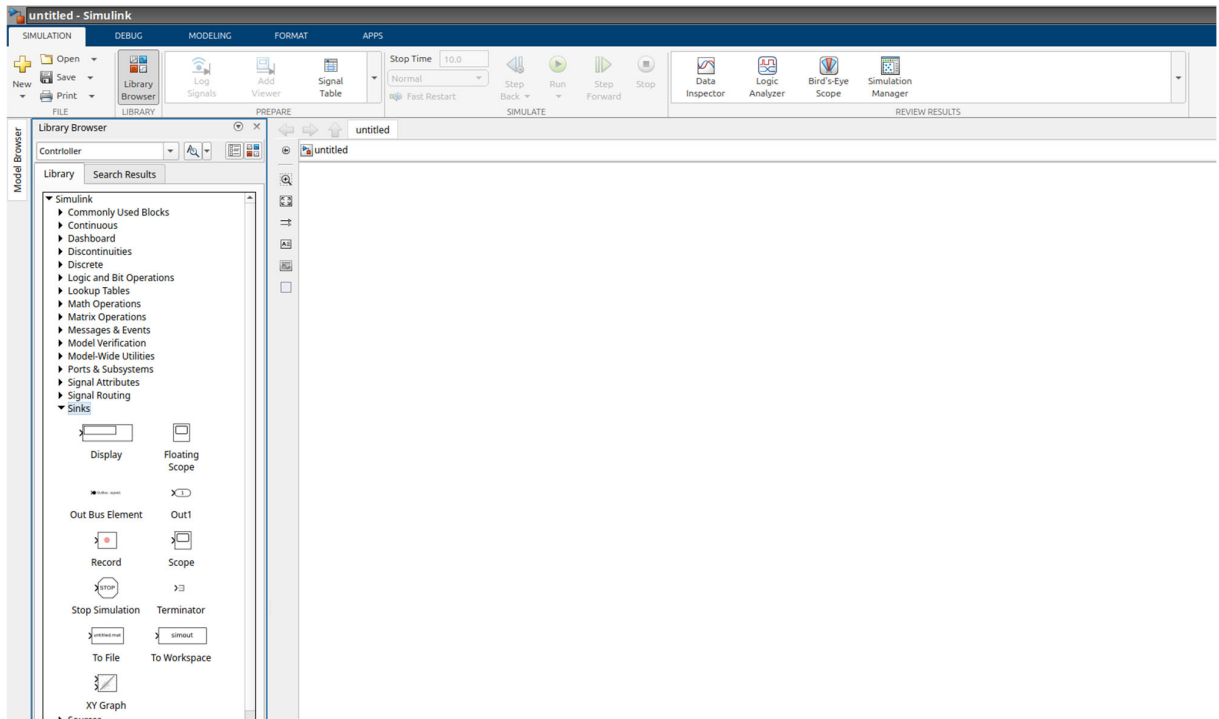 untitled - Simulink
SIMULATION DEBUG MODELING FORMAT APPS
New
Open
Save
Print
FILE
Library Browser
LIBRARY
Log Signals
Add Viewer
Signal Table
PREPARE
Stop Time 10.0
Normal
Fast Restart
Step Back
Run
Step Forward
Stop
SIMULATE
Data Inspector
Logic Analyzer
Bird's-Eye Scope
Simulation Manager
REVIEW RESULTS
Model Browser
Library Browser
Contrloller
Library Search Results
Simulink
Commonly Used Blocks
Continuous
Dashboard
Discontinuities
Discrete
Logic and Bit Operations
Lookup Tables
Math Operations
Matrix Operations
Messages & Events
Model Verification
Model-Wide Utilities
Ports & Subsystems
Signal Attributes
Signal Routing
Sinks
Display
Floating Scope
Out Bus Element
1
Out1
Record
Scope
STOP
Stop Simulation
Terminator
untitled.mat
To File
simout
To Workspace
XY Graph
Sources
untitled
untitled